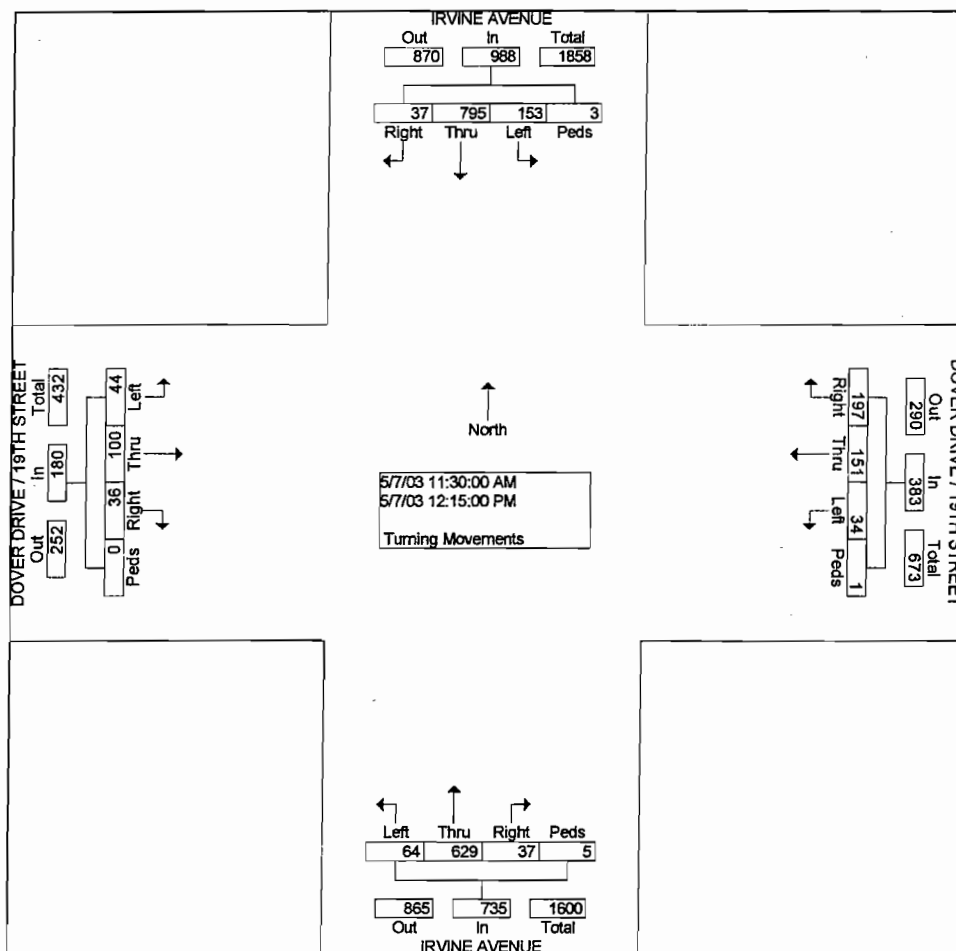 IRVINE AVENUE
Out In Total
870 988 1858
37 795 153 3
Right Thru Left Peds
DOVER DRIVE / 19TH STREET
Total In Out
432 180 252
44 100 36 0
Left Thru Right Peds
North
5/7/03 11:30:00 AM
5/7/03 12:15:00 PM
Turning Movements
Right Thru Left Peds
197 151 34 1
290 383 673
Out In Total
DOVER DRIVE / 19TH STREET
Left Thru Right Peds
64 629 37 5
865 735 1600
Out In Total
IRVINE AVENUE